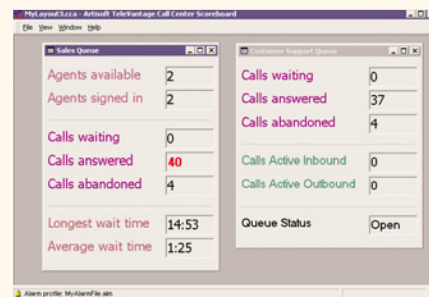 MyLayout3.cca - Artisoft TeleVantage Call Center Scoreboard
File View Window Help
Sales Queue
Agents available 2
Agents signed in 2
Calls waiting 0
Calls answered 40
Calls abandoned 4
Longest wait time 14:53
Average wait time 1:25
Customer Support Queue
Calls waiting 0
Calls answered 37
Calls abandoned 4
Calls Active Inbound 0
Calls Active Outbound 0
Queue Status Open
Alarm profile: MyAlarmFile.alm